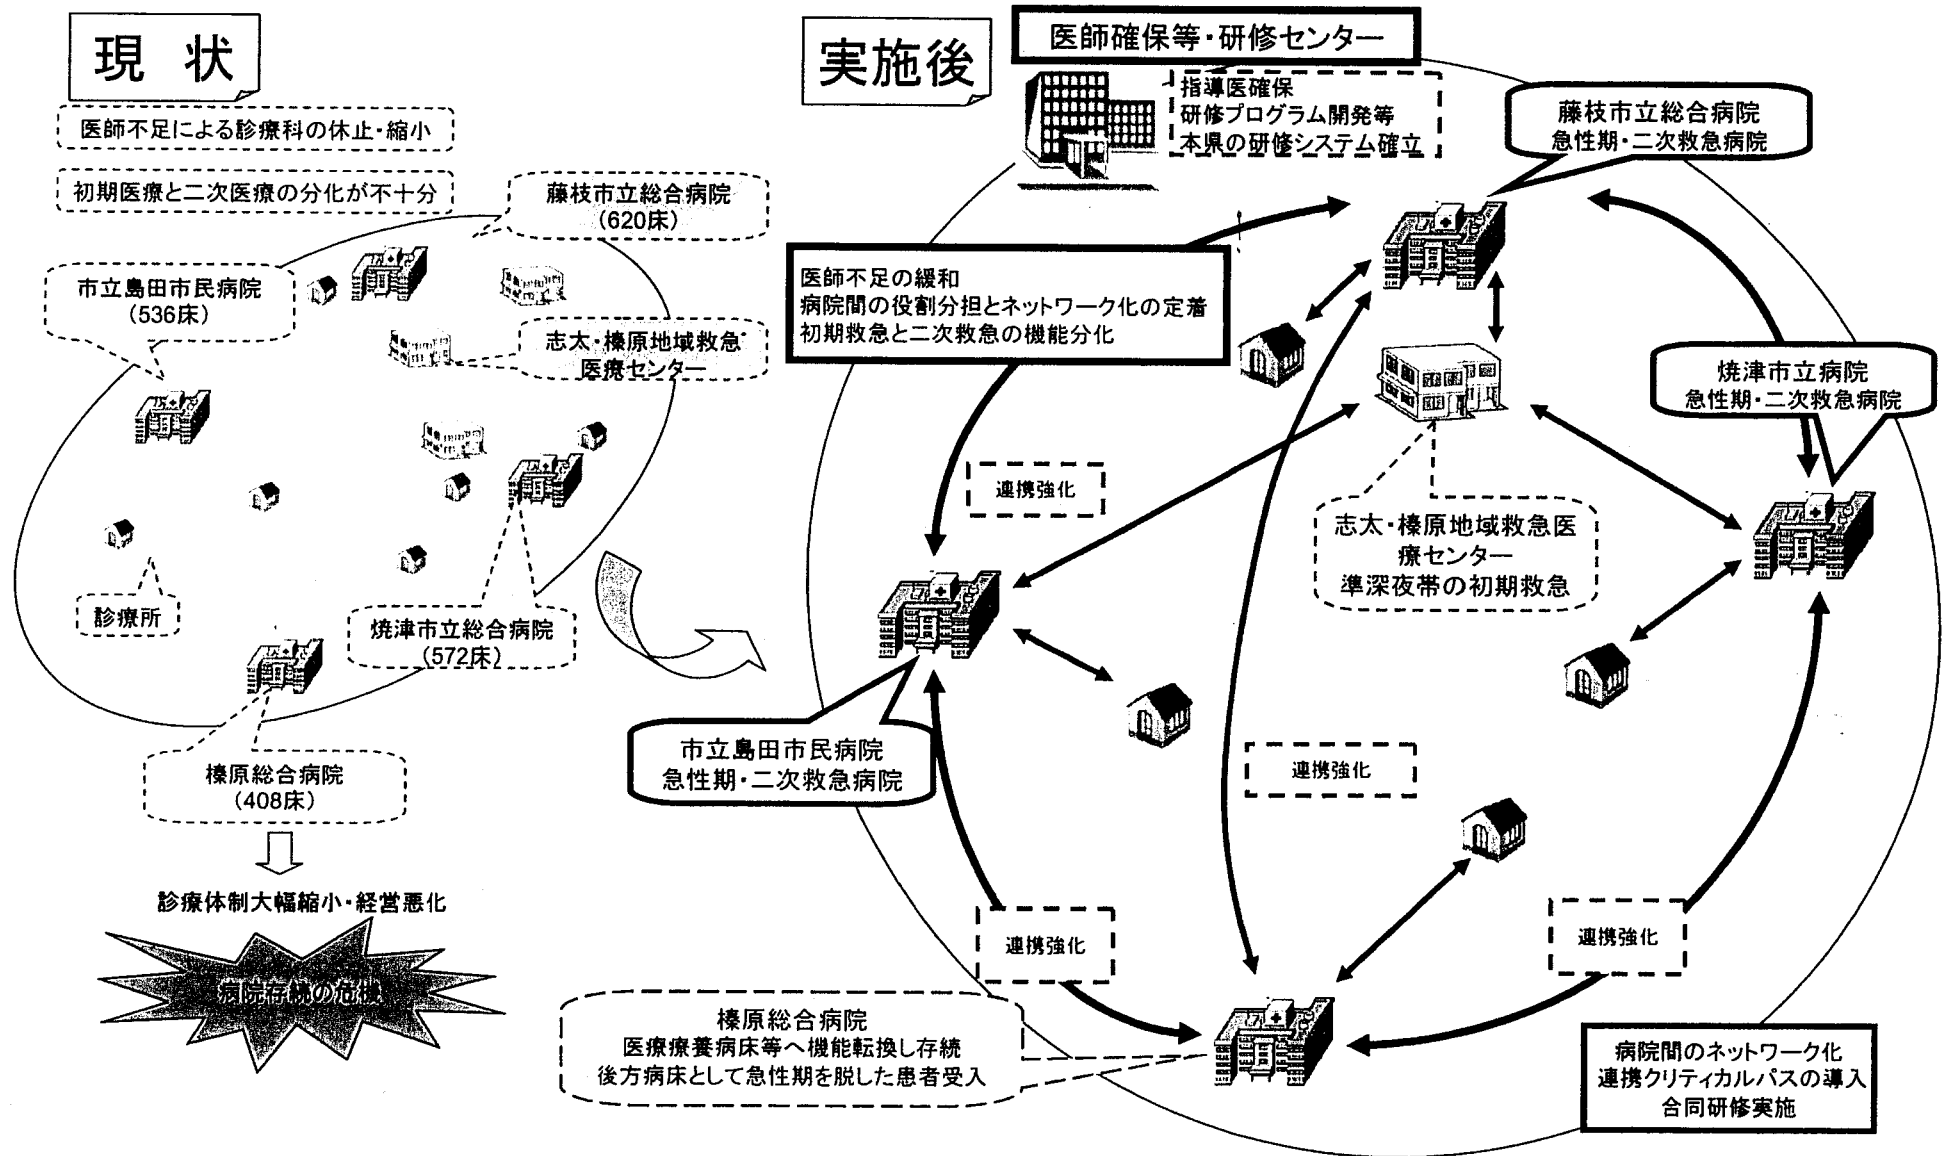 現 状
医師不足による診療科の休止・縮小
初期医療と二次医療の分化が不十分
藤枝市立総合病院
(620床)
市立島田市民病院
(536床)
志太・榛原地域救急
医療センター
診療所
焼津市立総合病院
(572床)
榛原総合病院
(408床)
診療体制大幅縮小・経営悪化
病院存続の危機
実施後
医師確保等・研修センター
指導医確保
研修プログラム開発等
本県の研修システム確立
藤枝市立総合病院
急性期・二次救急病院
医師不足の緩和
病院間の役割分担とネットワーク化の定着
初期救急と二次救急の機能分化
焼津市立病院
急性期・二次救急病院
連携強化
志太・榛原地域救急医
療センター
準深夜帯の初期救急
市立島田市民病院
急性期・二次救急病院
連携強化
連携強化
連携強化
榛原総合病院
医療療養病床等へ機能転換し存続
後方病床として急性期を脱した患者受入
病院間のネットワーク化
連携クリティカルパスの導入
合同研修実施